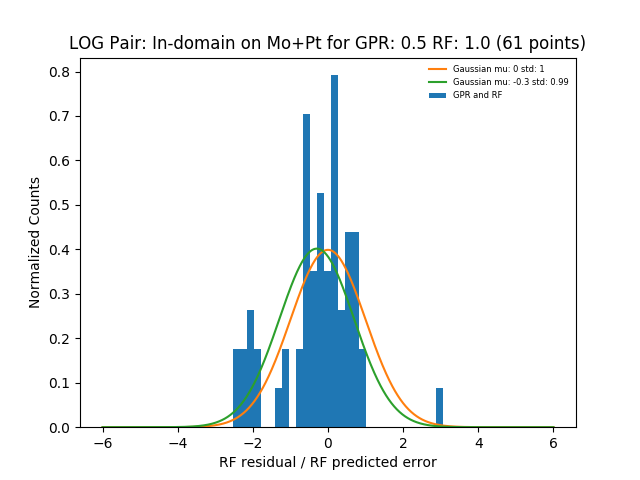 LOG Pair: In-domain on Mo+Pt for GPR: 0.5 RF: 1.0 (61 points)
Gaussian mu: 0 std: 1
Gaussian mu: -0.3 std: 0.99
GPR and RF
0.8
0.7
0.6
0.5
0.4
0.3
0.2
0.1
0.0
Normalized Counts
−6
−4
−2
0
2
4
6
RF residual / RF predicted error